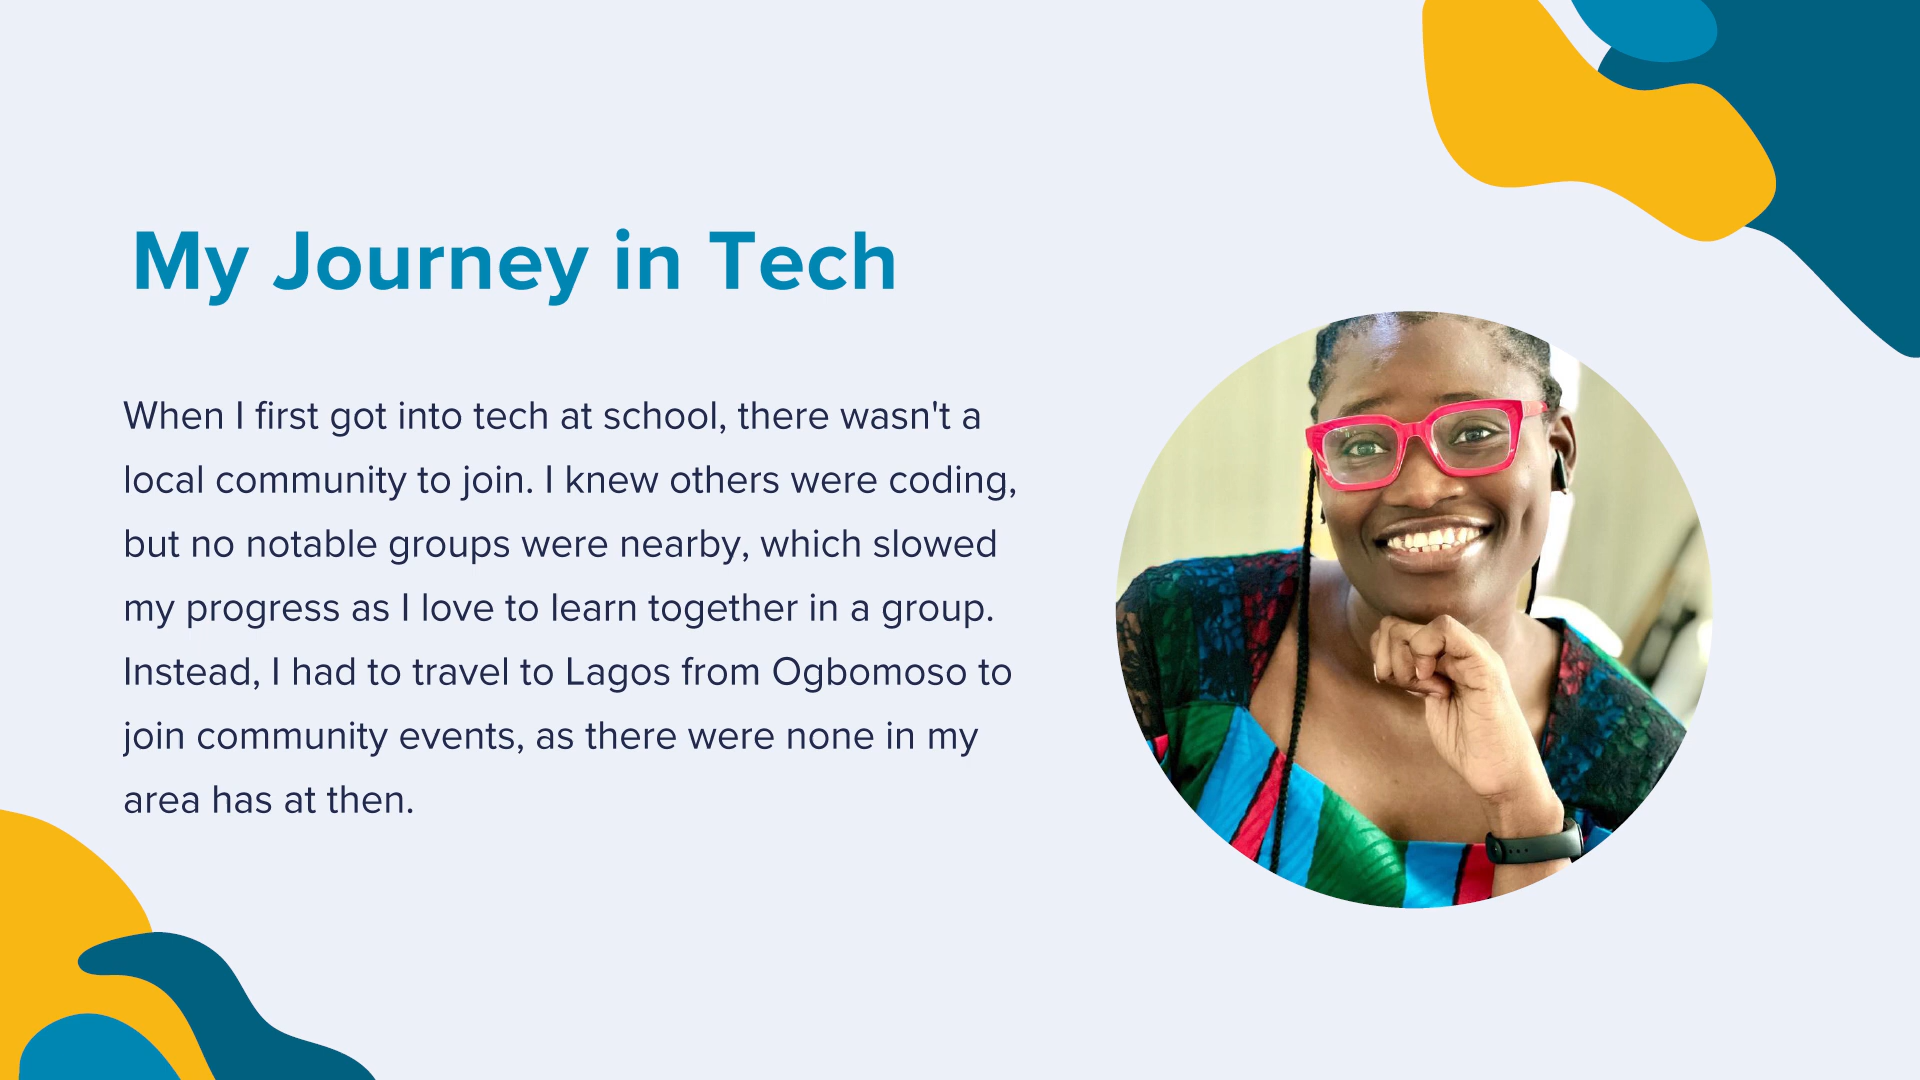 My Journey in Tech
When I first got into tech at school, there wasn't a
local community to join. I knew others were coding,
but no notable groups were nearby, which slowed
my progress as I love to learn together in a group.
Instead, I had to travel to Lagos from Ogbomoso to
join community events, as there were none in my
area has at then.